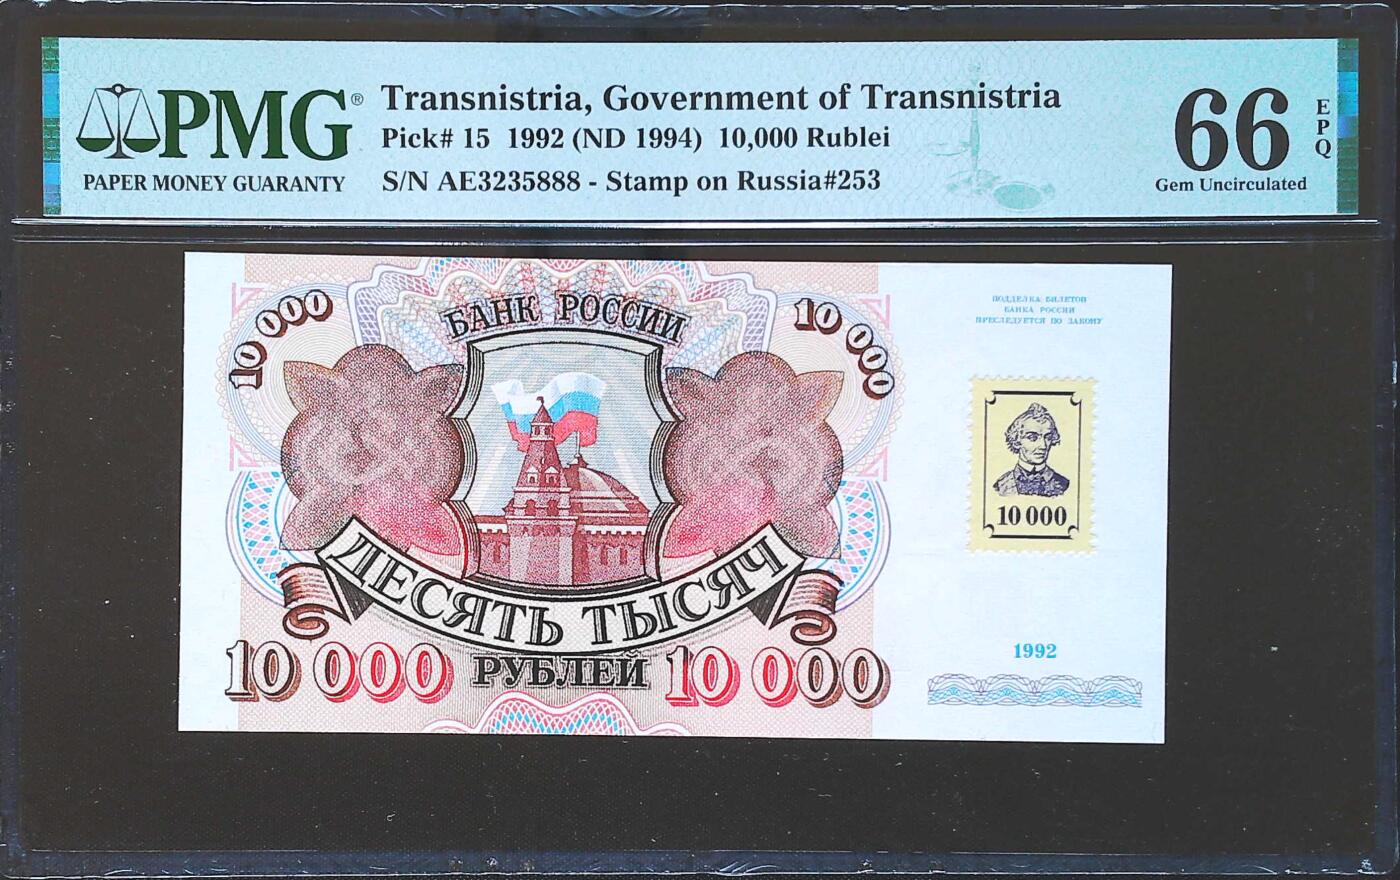 PMG®
PAPER MONEY GUARANTY
Transnistria, Government of Transnistria
Pick# 15 1992 (ND 1994) 10,000 Rublei
S/N AE3235888 - Stamp on Russia#253
66
EPQ
Gem Uncirculated
10 000
БАНК РОССИИ
10 000
ПОДДЕЛКА БИЛЕТОВ
БАНКА РОССИИ
ПРЕСЛЕДУЕТСЯ ПО ЗАКОНУ
10 000
ДЕСЯТЬ ТЫСЯЧ
10 000 РУБЛЕЙ 10 000
1992